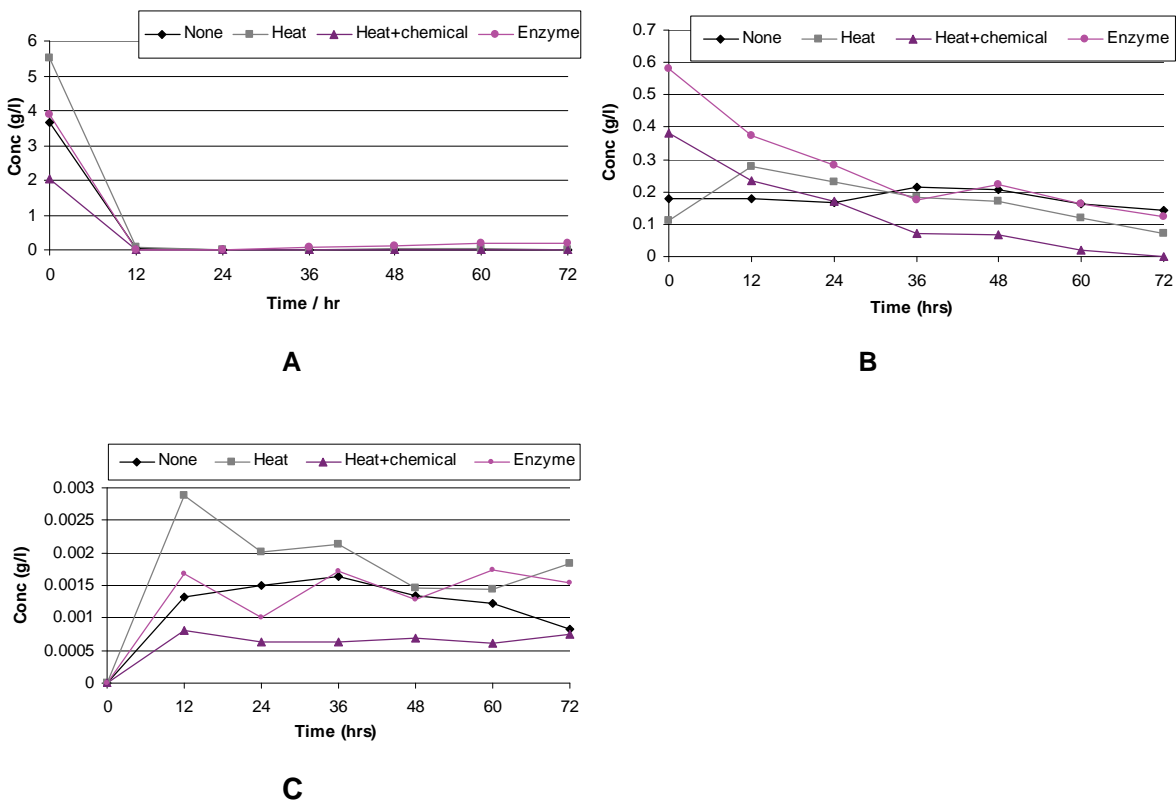 None Heat Heat+chemical Enzyme
6
5
4
3
2
1
0
Conc (g/l)
0 12 24 36 48 60 72
Time / hr
A
None Heat Heat+chemical Enzyme
0.7
0.6
0.5
0.4
0.3
0.2
0.1
0
Conc (g/l)
0 12 24 36 48 60 72
Time (hrs)
B
None Heat Heat+chemical Enzyme
0.003
0.0025
0.002
0.0015
0.001
0.0005
0
Conc (g/l)
0 12 24 36 48 60 72
Time (hrs)
C